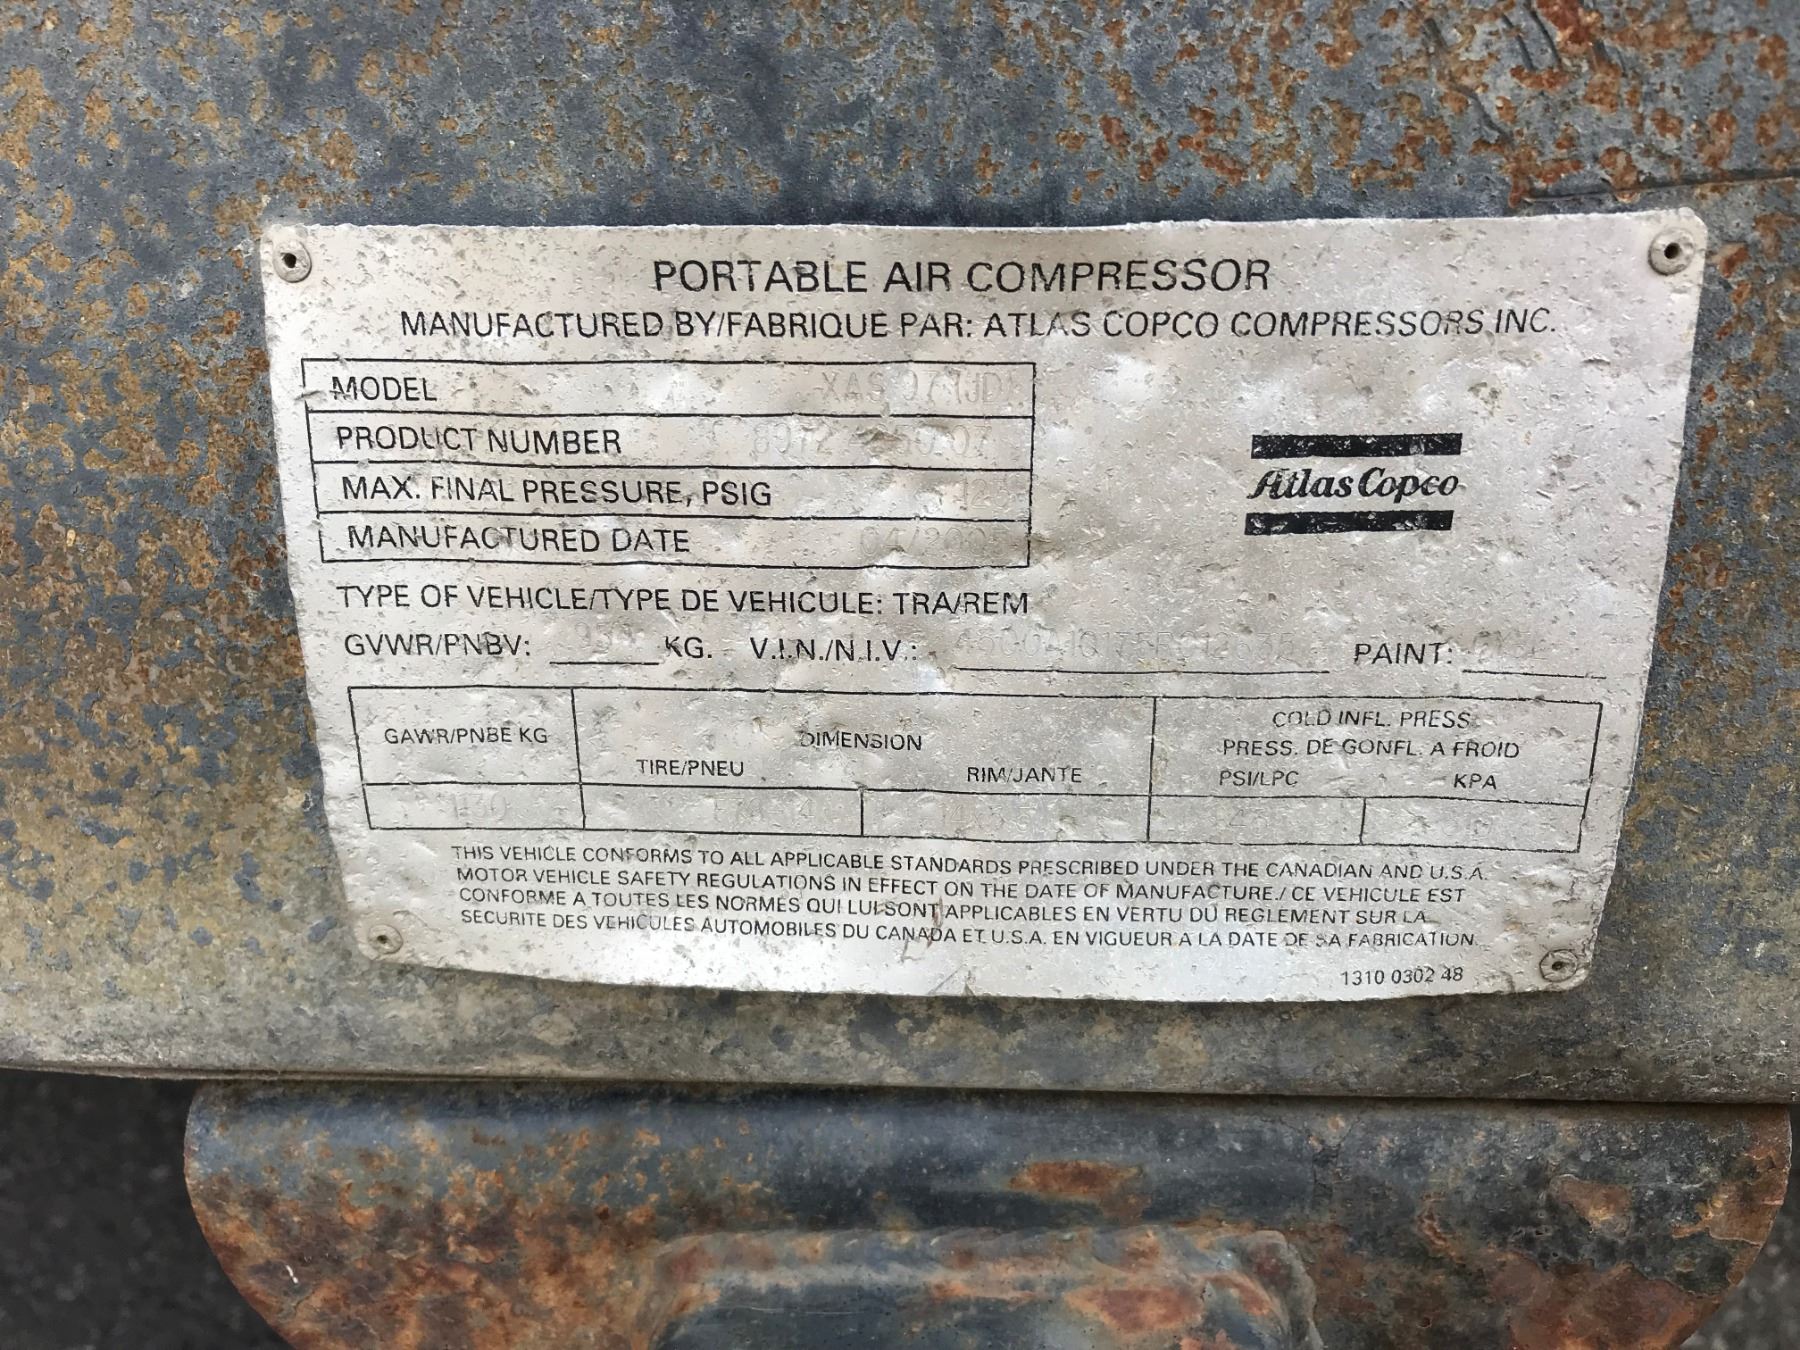 PORTABLE AIR COMPRESSOR
MANUFACTURED BY/FABRIQUE PAR: ATLAS COPCO COMPRESSORS INC.
MODEL XAS 97 JD
PRODUCT NUMBER
MAX. FINAL PRESSURE, PSIG
MANUFACTURED DATE 04/2005
Atlas Copco
TYPE OF VEHICLE/TYPE DE VEHICULE: TRA/REM
GVWR/PNBV: KG. V.I.N./N.I.V.: PAINT:
GAWR/PNBE KG DIMENSION COLD INFL. PRESS.
PRESS. DE GONFL. A FROID
TIRE/PNEU RIM/JANTE PSI/LPC KPA
THIS VEHICLE CONFORMS TO ALL APPLICABLE STANDARDS PRESCRIBED UNDER THE CANADIAN AND U.S.A.
MOTOR VEHICLE SAFETY REGULATIONS IN EFFECT ON THE DATE OF MANUFACTURE./ CE VEHICULE EST
CONFORME A TOUTES LES NORMES QUI LUI SONT APPLICABLES EN VERTU DU REGLEMENT SUR LA
SECURITE DES VEHICULES AUTOMOBILES DU CANADA ET U.S.A. EN VIGUEUR A LA DATE DE SA FABRICATION.
1310 0302 48